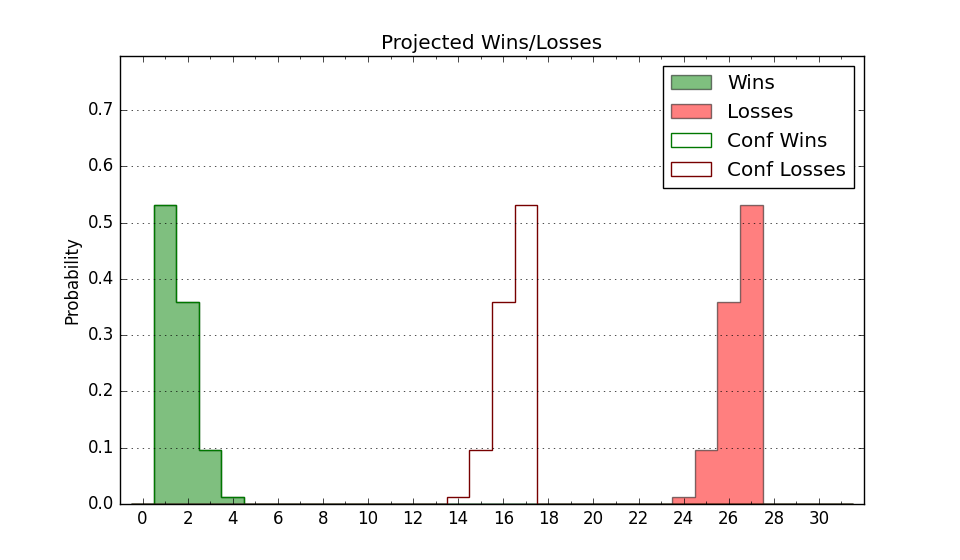 Projected Wins/Losses
Wins
Losses
Conf Wins
Conf Losses
Probability
0.7
0.6
0.5
0.4
0.3
0.2
0.1
0.0
0 2 4 6 8 10 12 14 16 18 20 22 24 26 28 30